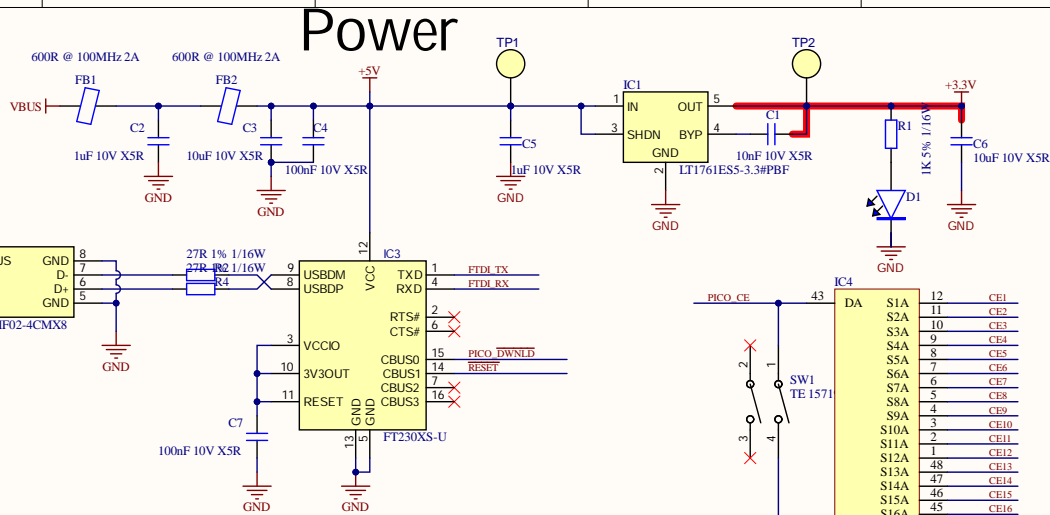 Power
600R @ 100MHz 2A
600R @ 100MHz 2A
FB1
FB2
+5V
TP1
TP2
+3.3V
VBUS
C2
1uF 10V X5R
GND
C3
10uF 10V X5R
GND
C4
100nF 10V X5R
C5
1uF 10V X5R
GND
IC1
1 IN OUT 5
3 SHDN BYP 4
GND
2
LT1761ES5-3.3#PBF
GND
C1
10nF 10V X5R
R1
1K 5% 1/16W
D1
GND
C6
10uF 10V X5R
GND
US
GND 8
D- 7
D+ 6
GND 5
IF02-4CMX8
GND
27R 1% 1/16W
R2
27R 1% 1/16W
R4
IC3
12
VCC
9 USBDM
8 USBDP
3 VCCIO
10 3V3OUT
11 RESET
TXD 1 FTDI_TX
RXD 4 FTDI_RX
RTS# 2
CTS# 6
CBUS0 15 PICO_DWNLD
CBUS1 14 RESET
CBUS2 7
CBUS3 16
GND
GND
13
5
FT230XS-U
GND
C7
100nF 10V X5R
GND
PICO_CE
2
1
3
4
SW1
TE 1571
IC4
43 DA
S1A 12 CE1
S2A 11 CE2
S3A 10 CE3
S4A 9 CE4
S5A 8 CE5
S6A 7 CE6
S7A 6 CE7
S8A 5 CE8
S9A 4 CE9
S10A 3 CE10
S11A 2 CE11
S12A 1 CE12
S13A 48 CE13
S14A 47 CE14
S15A 46 CE15
S16A 45 CE16